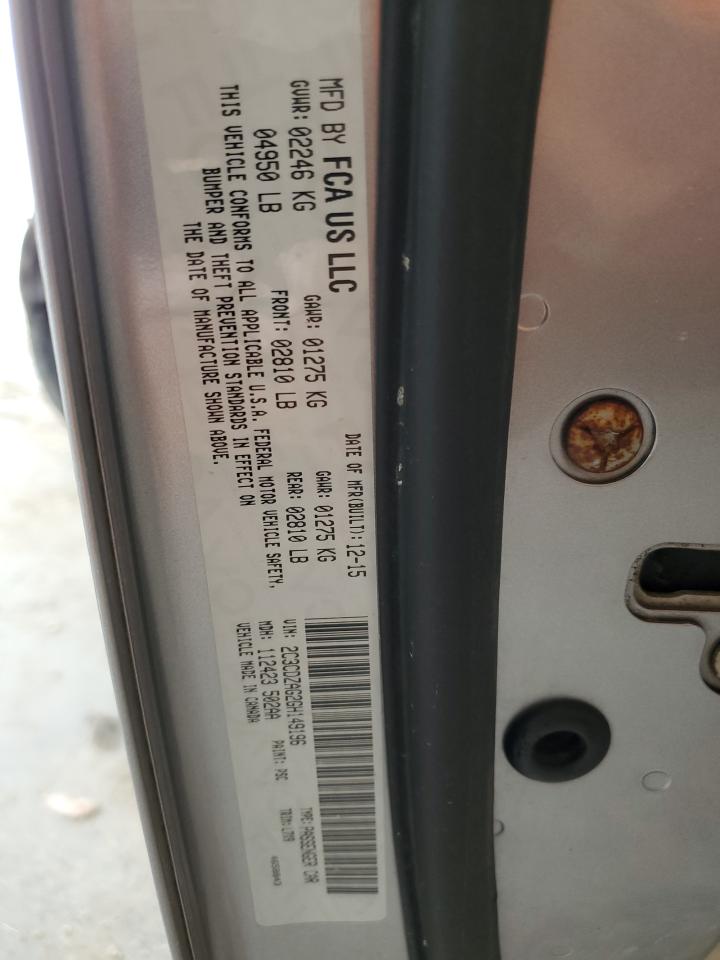 MFD BY FCA US LLC
DATE OF MFR(BUILT): 12-15
GVWR: 02246 KG
GAWR: 01275 KG
GAWR: 01275 KG
04950 LB
FRONT: 02810 LB
REAR: 02810 LB
THIS VEHICLE CONFORMS TO ALL APPLICABLE U.S.A. FEDERAL MOTOR VEHICLE SAFETY,
BUMPER AND THEFT PREVENTION STANDARDS IN EFFECT ON
THE DATE OF MANUFACTURE SHOWN ABOVE.
VIN: 2C3CDZAG2GH149196
TYPE: PASSENGER CAR
MDH: 112423 502AA
PAINT: PSC
TRIM: L7X9
VEHICLE MADE IN CANADA